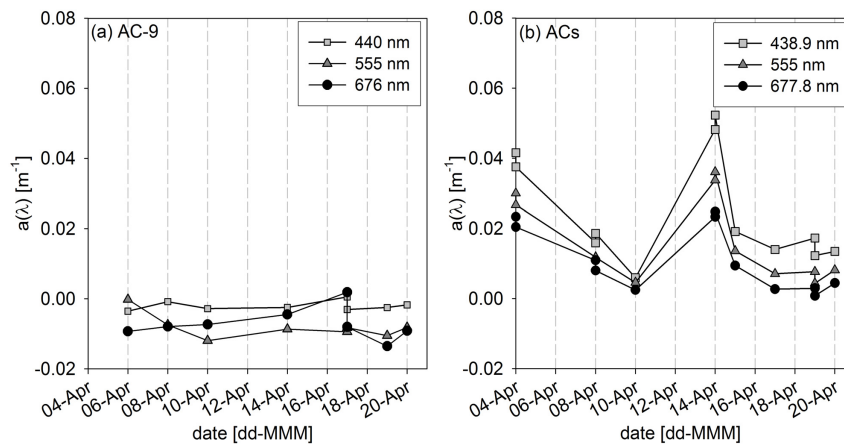 (a) AC-9
440 nm
555 nm
676 nm
0.08
0.06
0.04
0.02
0.00
-0.02
a(λ) [m⁻¹]
04-Apr
06-Apr
08-Apr
10-Apr
12-Apr
14-Apr
16-Apr
18-Apr
20-Apr
date [dd-MMM]
(b) ACs
438.9 nm
555 nm
677.8 nm
0.08
0.06
0.04
0.02
0.00
-0.02
a(λ) [m⁻¹]
04-Apr
06-Apr
08-Apr
10-Apr
12-Apr
14-Apr
16-Apr
18-Apr
20-Apr
date [dd-MMM]